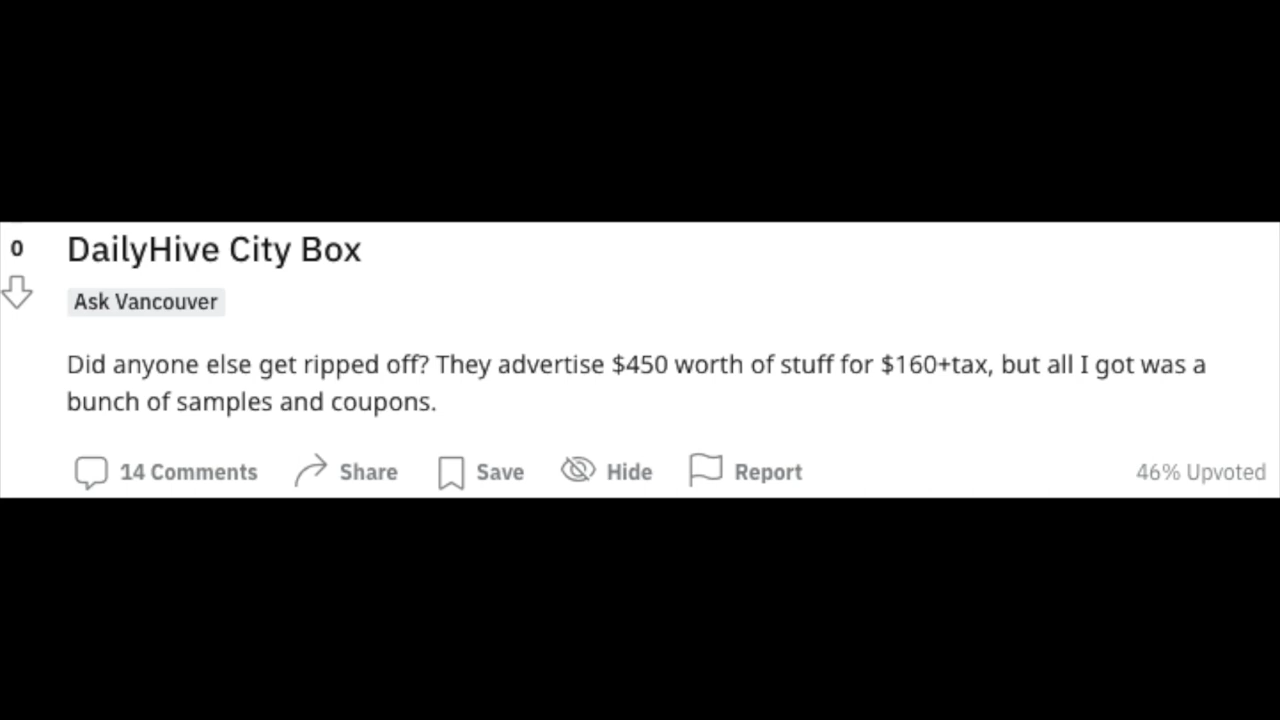 0 DailyHive City Box
Ask Vancouver
Did anyone else get ripped off? They advertise $450 worth of stuff for $160+tax, but all I got was a
bunch of samples and coupons.
14 Comments Share Save Hide Report 46% Upvoted